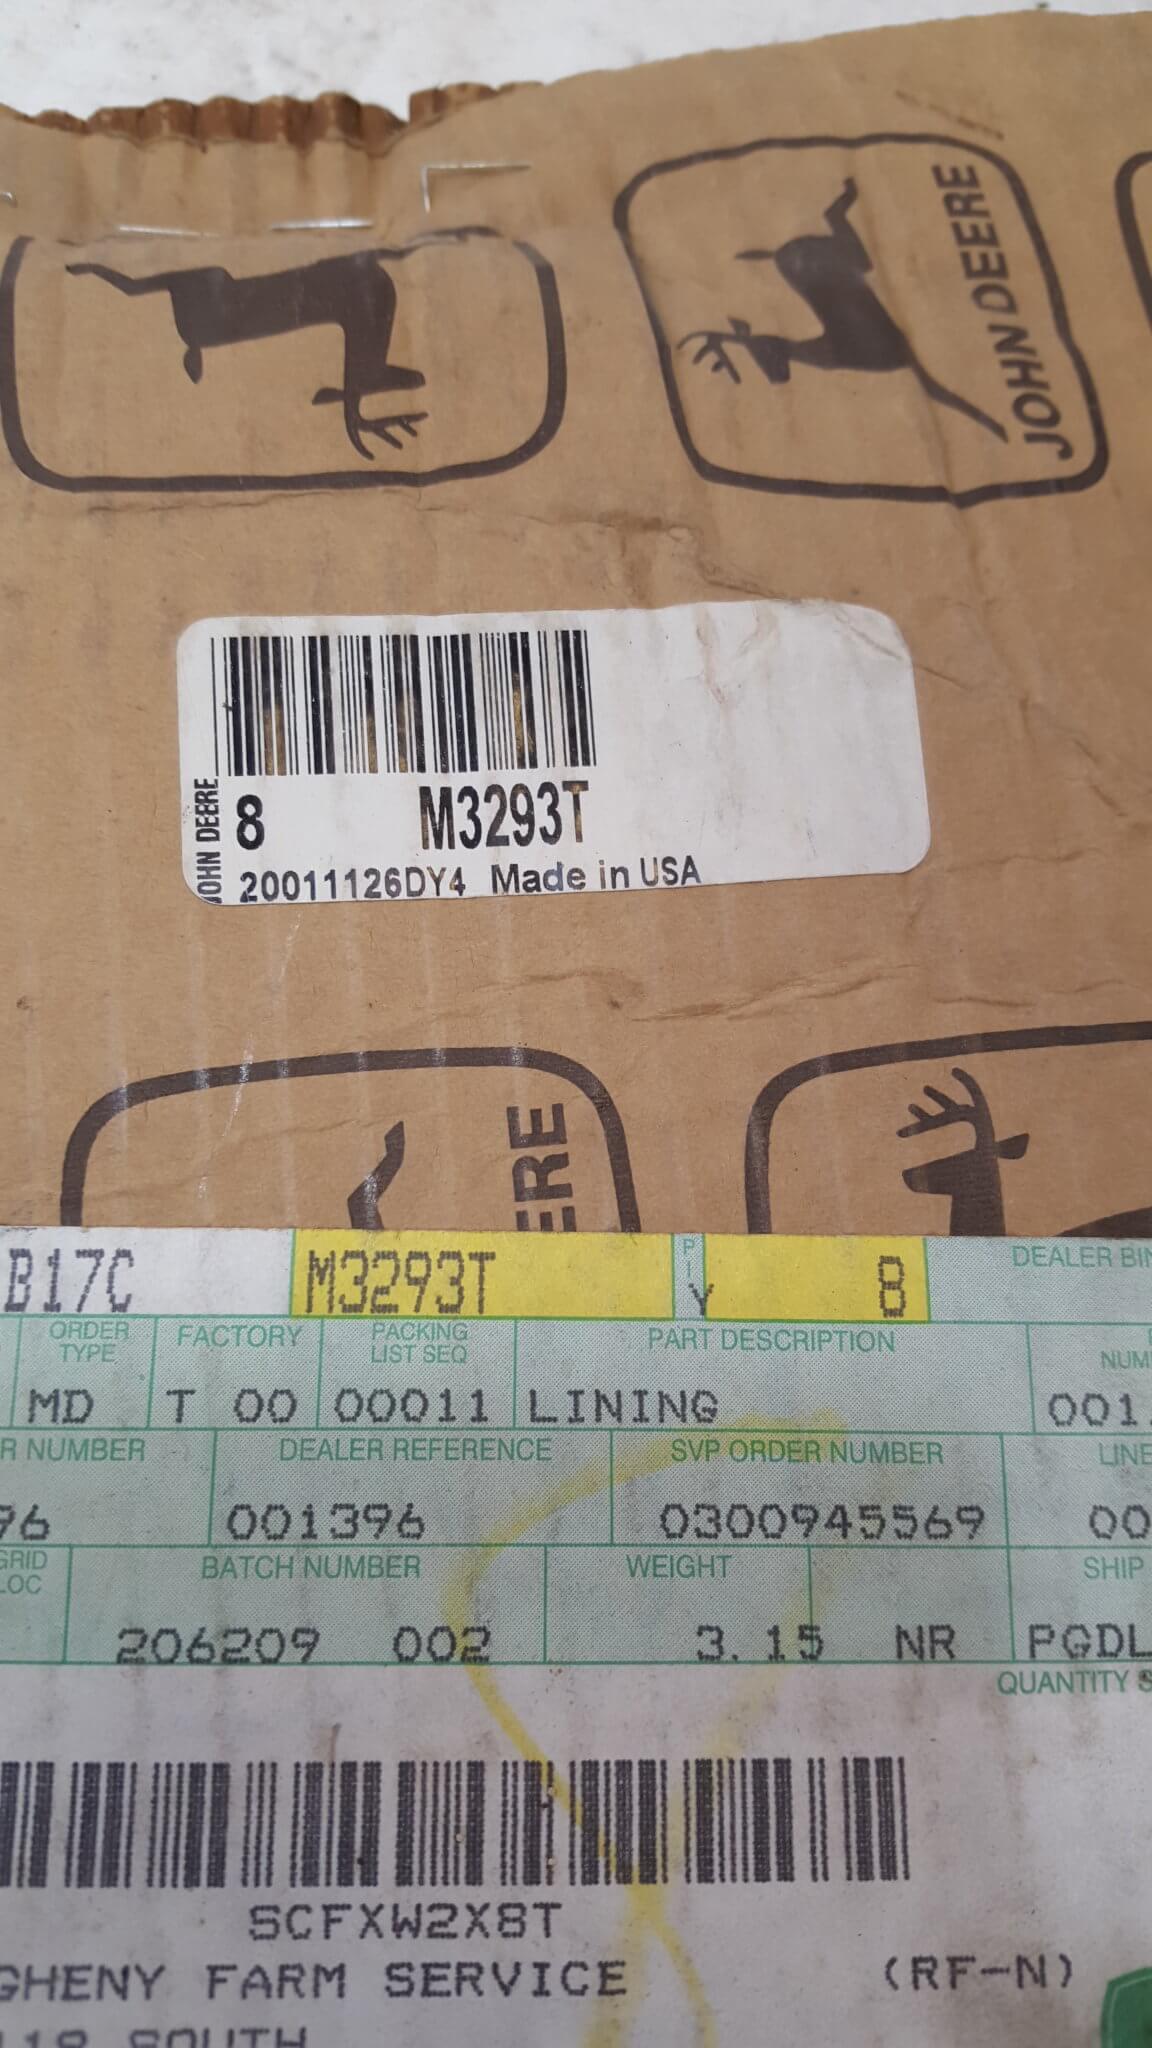 JOHN DEERE
JOHN DEERE
8 M3293T
20011126DY4 Made in USA
ERE
B17C M3293T Y 8 DEALER BIN
ORDER TYPE FACTORY PACKING LIST SEQ PART DESCRIPTION
MD T 00 00011 LINING 001
R NUMBER DEALER REFERENCE SVP ORDER NUMBER LINE
96 001396 0300945569 00
GRID LOC BATCH NUMBER WEIGHT SHIP
206209 002 3.15 NR PGDL
QUANTITY S
SCFXW2X8T
GHENY FARM SERVICE (RF-N)
118 SOUTH